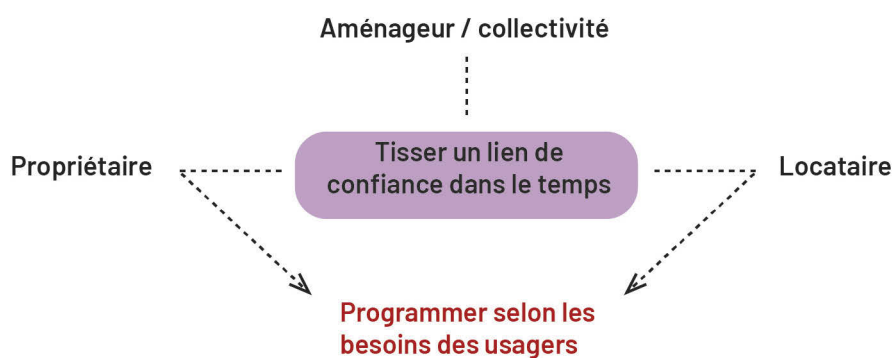 Aménageur / collectivité
Propriétaire
Tisser un lien de
confiance dans le temps
Locataire
Programmer selon les
besoins des usagers